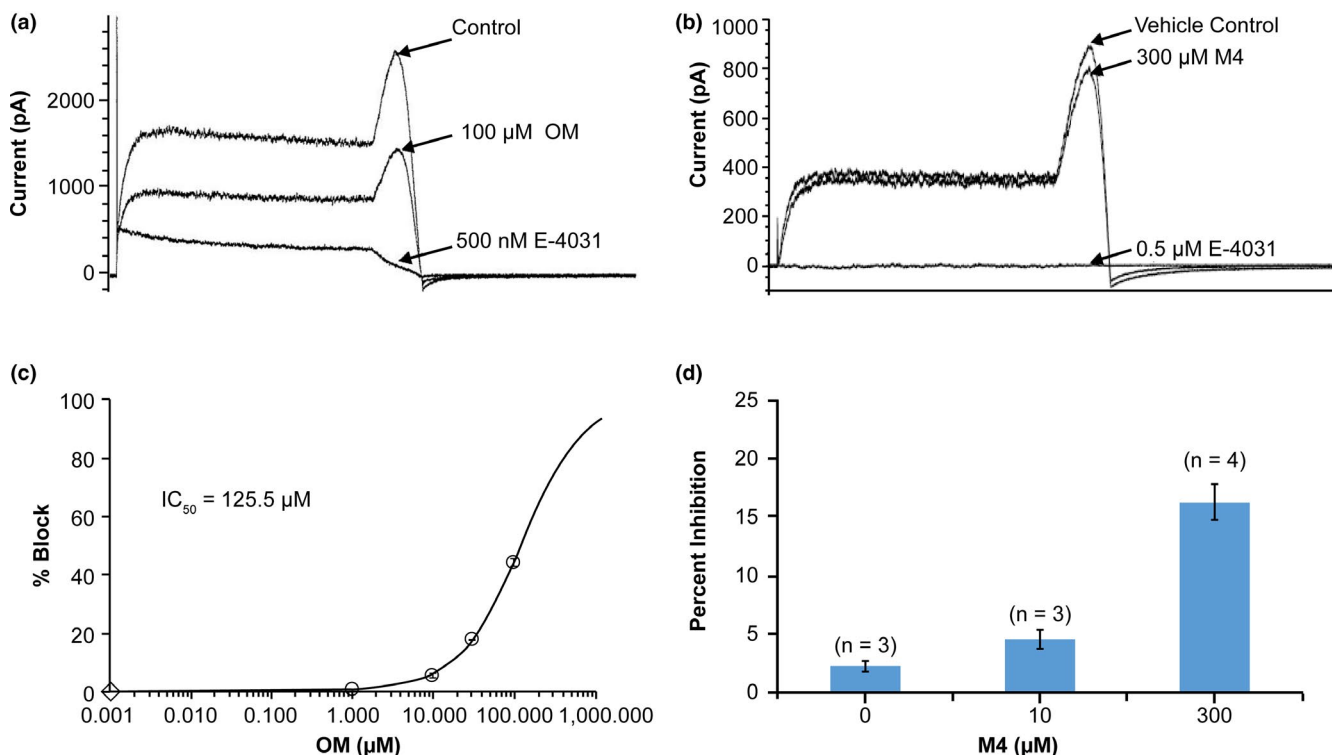 (a)
Current (pA)
2000
1000
0
Control
100 µM OM
500 nM E-4031
(b)
Current (pA)
1000
800
600
400
200
0
Vehicle Control
300 µM M4
0.5 µM E-4031
(c)
% Block
100
80
60
40
20
0
IC50 = 125.5 µM
0.001 0.010 0.100 1.000 10.000 100.000 1,000.000
OM (µM)
(d)
Percent Inhibition
25
20
15
10
5
0
(n = 3)
(n = 3)
(n = 4)
0 10 300
M4 (µM)